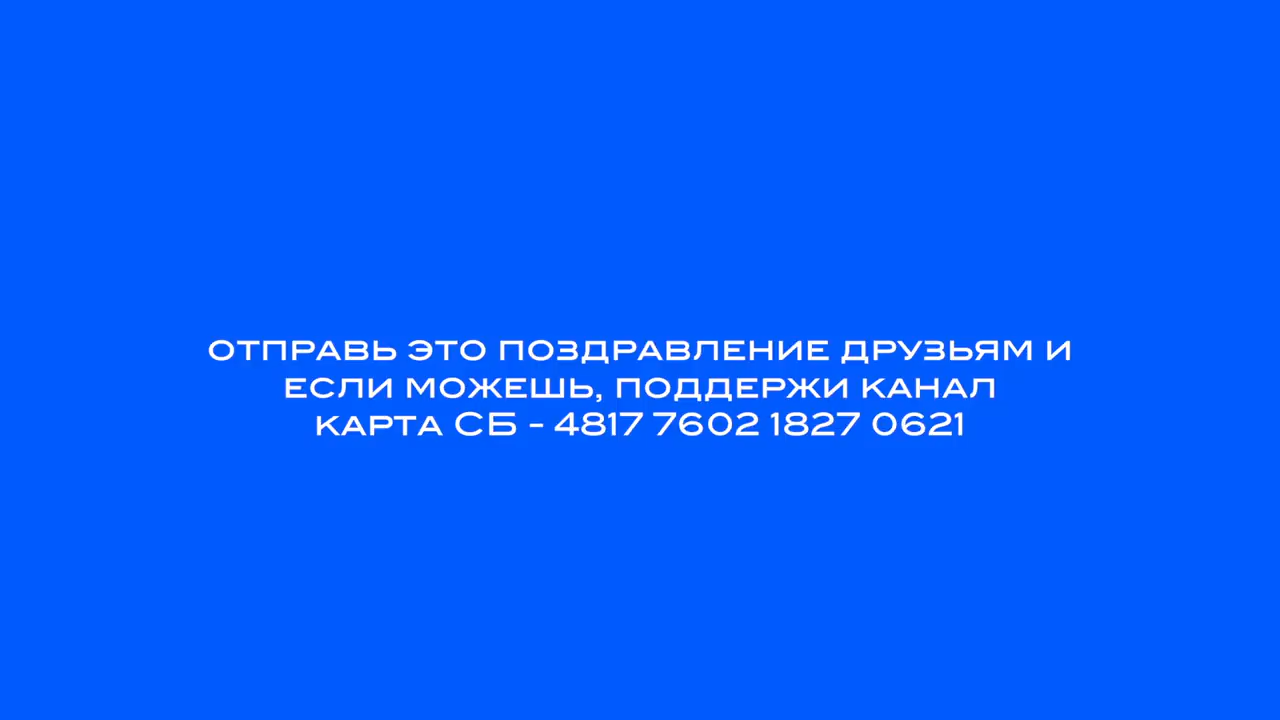 ОТПРАВЬ ЭТО ПОЗДРАВЛЕНИЕ ДРУЗЬЯМ И
ЕСЛИ МОЖЕШЬ, ПОДДЕРЖИ КАНАЛ
КАРТА СБ - 4817 7602 1827 0621